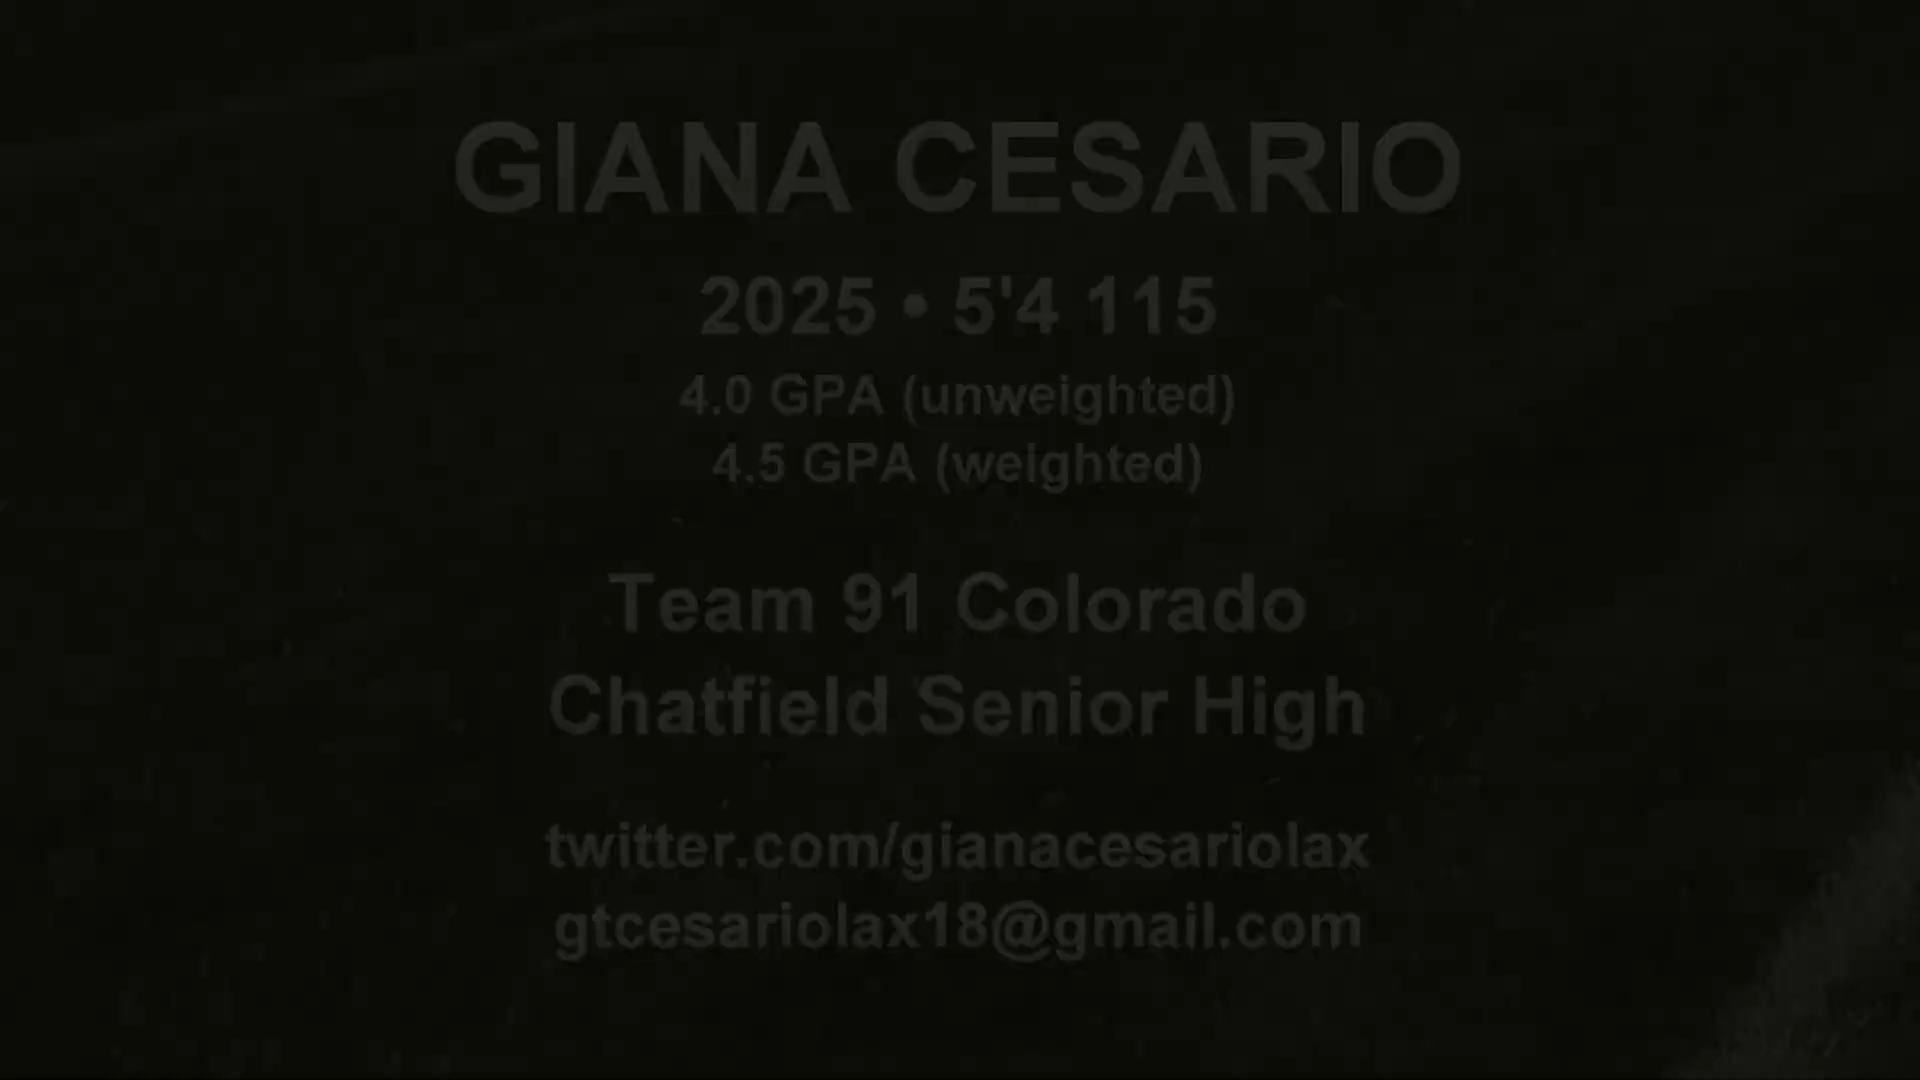 GIANA CESARIO
2025 • 5'4 115
4.0 GPA (unweighted)
4.5 GPA (weighted)
Team 91 Colorado
Chatfield Senior High
twitter.com/gianacesariolax
gtcesariolax18@gmail.com